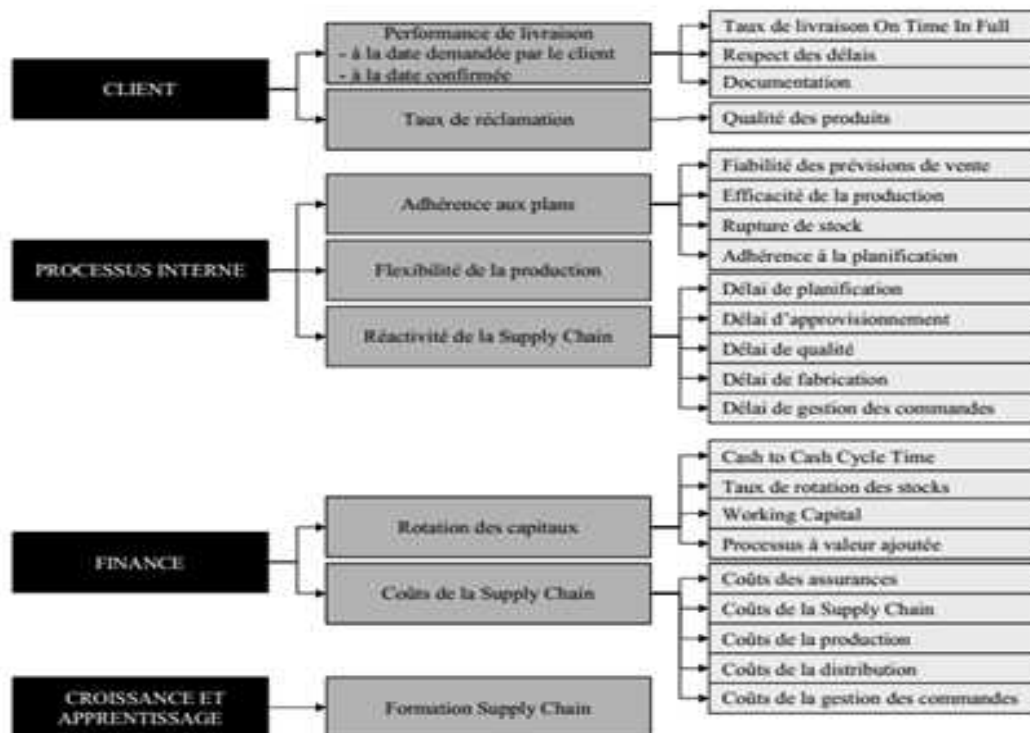 CLIENT
Performance de livraison
- à la date demandée par le client
- à la date confirmée
Taux de livraison On Time In Full
Respect des délais
Documentation
Taux de réclamation
Qualité des produits
PROCESSUS INTERNE
Adhérence aux plans
Fiabilité des prévisions de vente
Efficacité de la production
Rupture de stock
Adhérence à la planification
Flexibilité de la production
Réactivité de la Supply Chain
Délai de planification
Délai d'approvisionnement
Délai de qualité
Délai de fabrication
Délai de gestion des commandes
FINANCE
Rotation des capitaux
Cash to Cash Cycle Time
Taux de rotation des stocks
Working Capital
Processus à valeur ajoutée
Coûts de la Supply Chain
Coûts des assurances
Coûts de la Supply Chain
Coûts de la production
Coûts de la distribution
Coûts de la gestion des commandes
CROISSANCE ET
APPRENTISSAGE
Formation Supply Chain